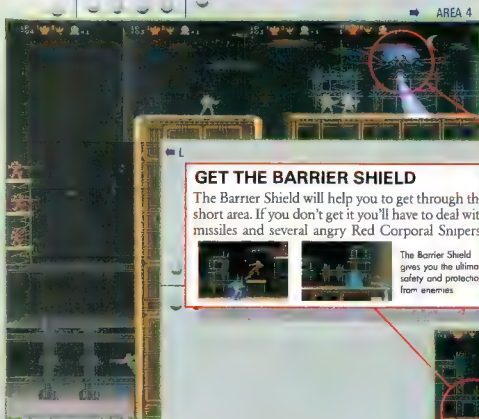 AREA 4
L
GET THE BARRIER SHIELD
The Barrier Shield will help you to get through th
short area. If you don't get it you'll have to deal wit
missiles and several angry Red Corporal Snipers
The Barrier Shield
gives you the ultima
safety and protectio
from enemies